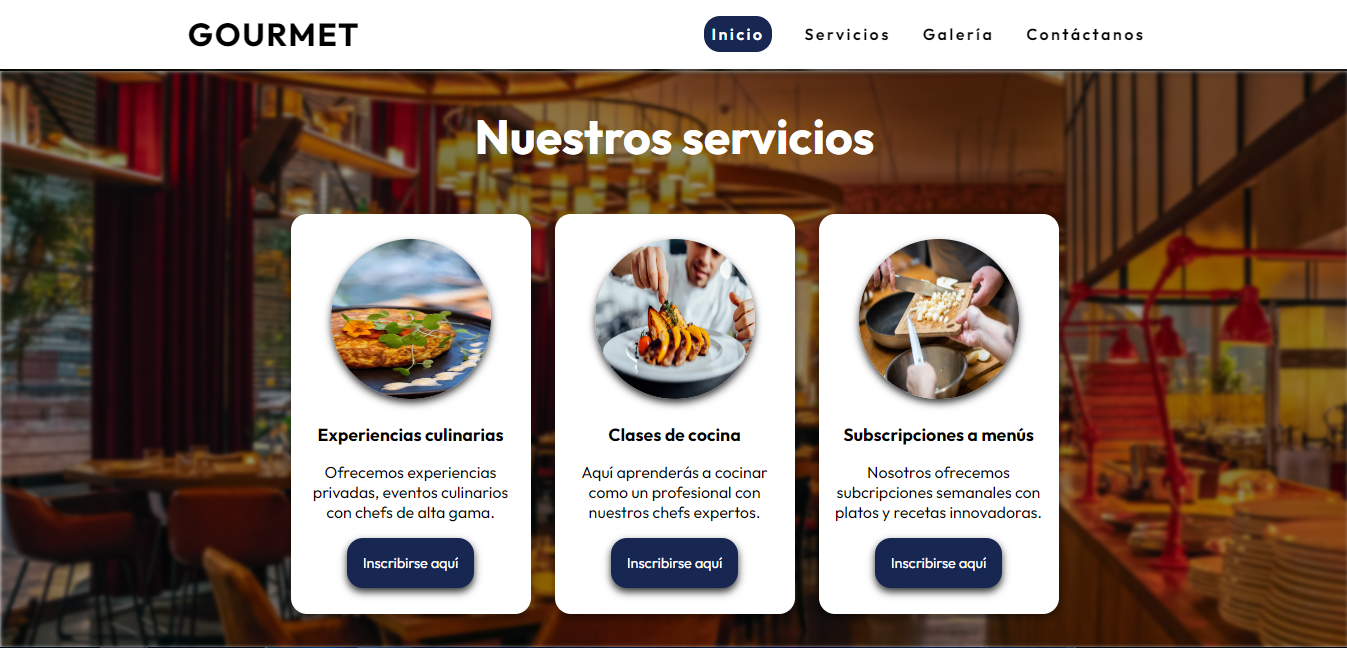 GOURMET
Inicio Servicios Galería Contáctanos
Nuestros servicios
Experiencias culinarias
Ofrecemos experiencias
privadas, eventos culinarios
con chefs de alta gama.
Inscribirse aquí
Clases de cocina
Aquí aprenderás a cocinar
como un profesional con
nuestros chefs expertos.
Inscribirse aquí
Subscripciones a menús
Nosotros ofrecemos
subcripciones semanales con
platos y recetas innovadoras.
Inscribirse aquí